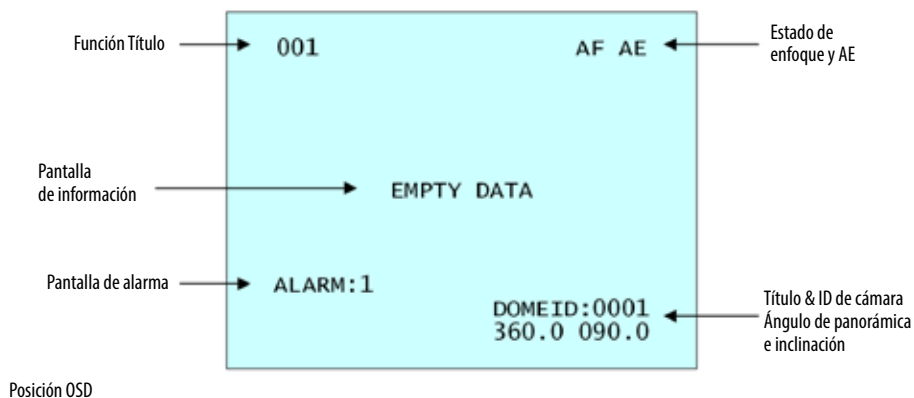 Función Título
001
AF AE
Estado de
enfoque y AE
Pantalla
de información
EMPTY DATA
Pantalla de alarma
ALARM:1
DOMEID:0001
360.0 090.0
Título & ID de cámara
Ángulo de panorámica
e inclinación
Posición OSD